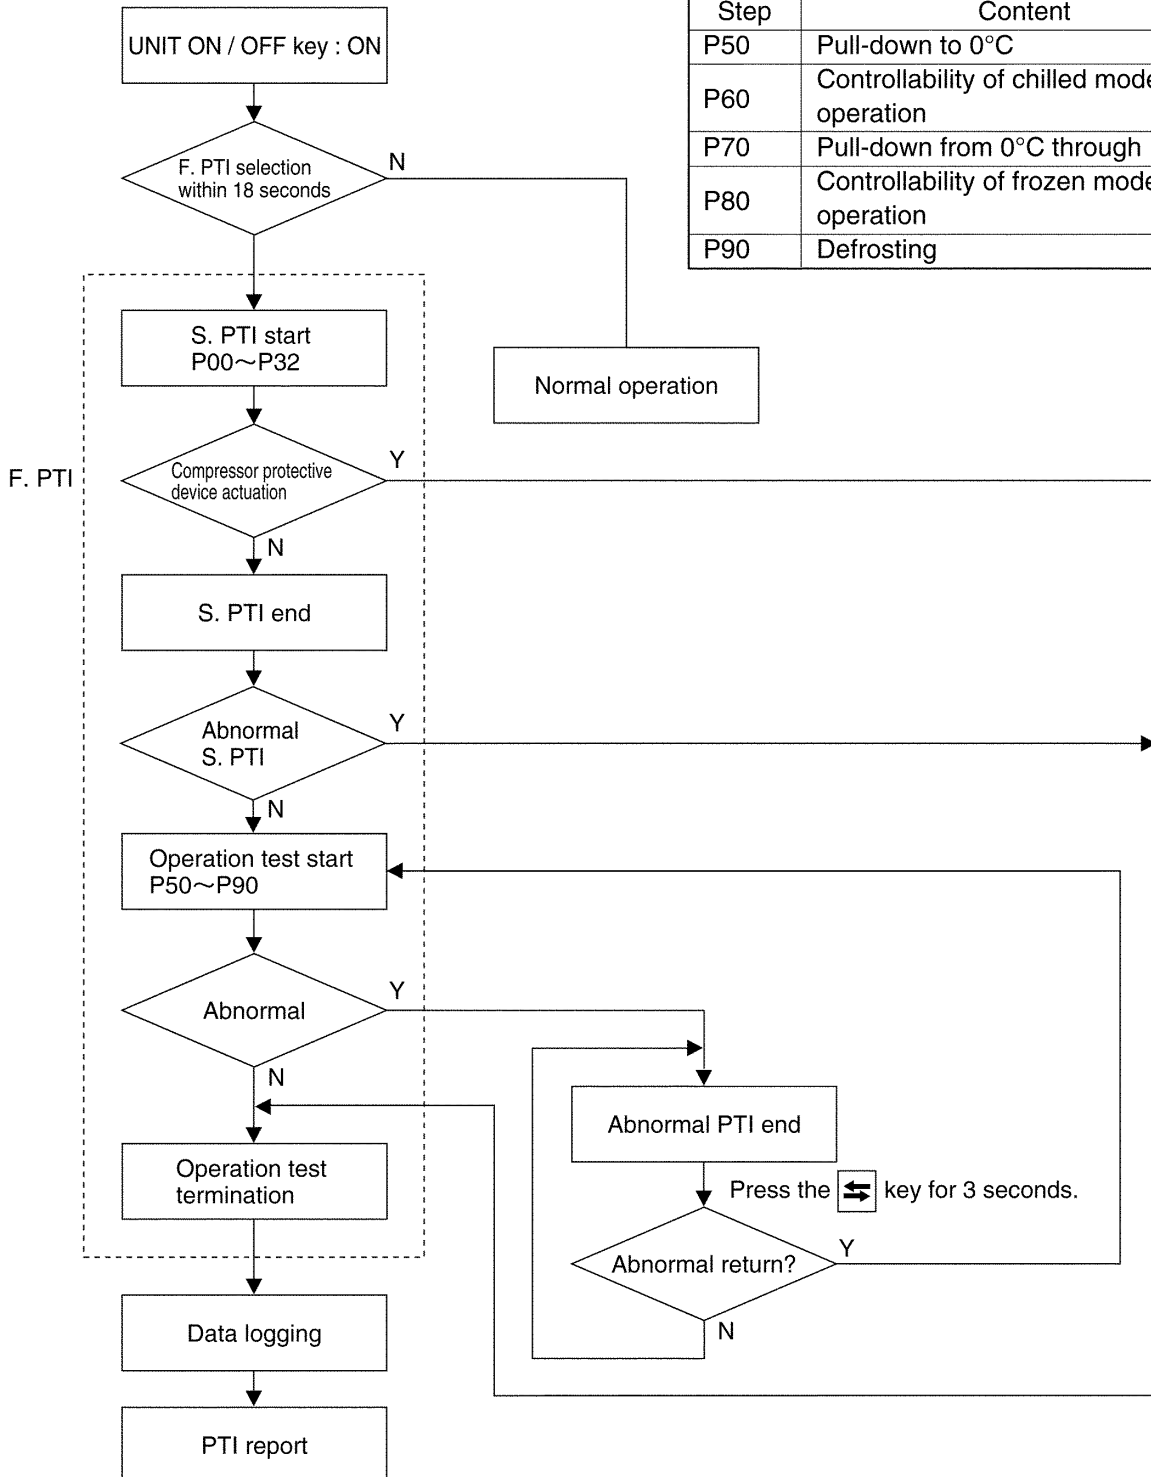 UNIT ON / OFF key : ON
F. PTI selection
within 18 seconds
N
Step Content
P50 Pull-down to 0°C
P60 Controllability of chilled mode
operation
P70 Pull-down from 0°C through
P80 Controllability of frozen mode
operation
P90 Defrosting
S. PTI start
P00~P32
Normal operation
F. PTI
Compressor protective
device actuation
Y
N
S. PTI end
Abnormal
S. PTI
Y
N
Operation test start
P50~P90
Abnormal
Y
N
Abnormal PTI end
Press the key for 3 seconds.
Operation test
termination
Abnormal return?
Y
N
Data logging
PTI report